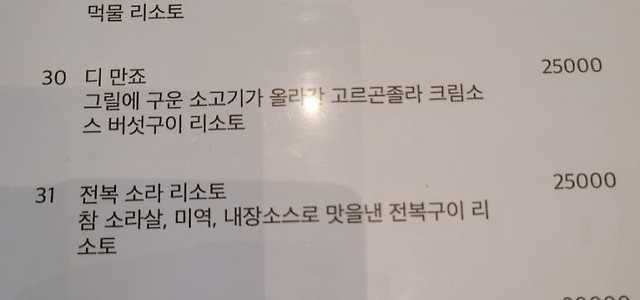 먹물 리소토
30 디 만죠 25000
그릴에 구운 소고기가 올라간 고르곤졸라 크림소
스 버섯구이 리소토
31 전복 소라 리소토 25000
참 소라살, 미역, 내장소스로 맛을낸 전복구이 리
소토